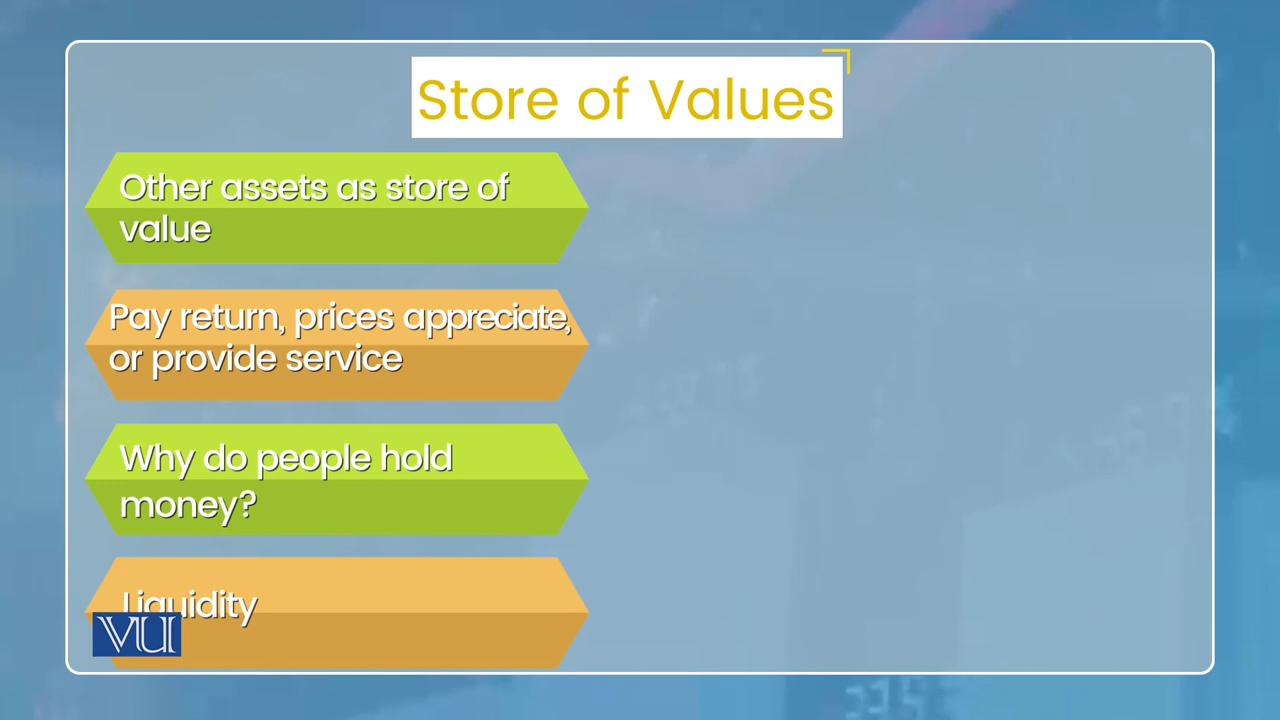 Store of Values
Other assets as store of
value
Pay return, prices appreciate,
or provide service
Why do people hold
money?
Liquidity
VU